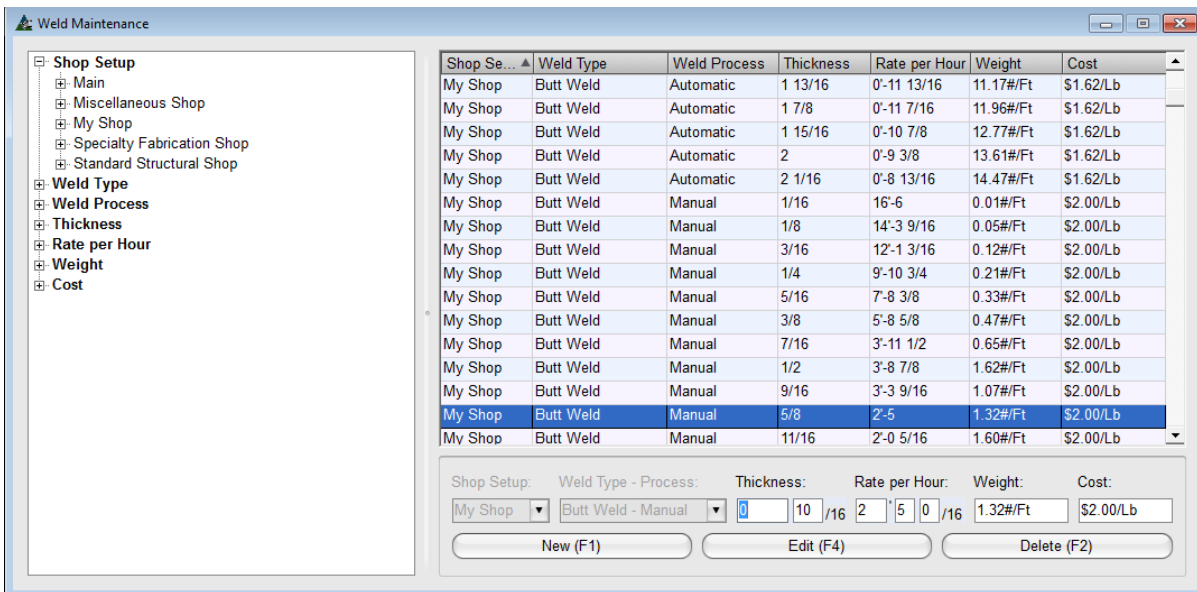 Weld Maintenance
Shop Setup
Main
Miscellaneous Shop
My Shop
Specialty Fabrication Shop
Standard Structural Shop
Weld Type
Weld Process
Thickness
Rate per Hour
Weight
Cost
Shop Se... Weld Type Weld Process Thickness Rate per Hour Weight Cost
My Shop Butt Weld Automatic 1 13/16 0'-11 13/16 11.17#/Ft $1.62/Lb
My Shop Butt Weld Automatic 1 7/8 0'-11 7/16 11.96#/Ft $1.62/Lb
My Shop Butt Weld Automatic 1 15/16 0'-10 7/8 12.77#/Ft $1.62/Lb
My Shop Butt Weld Automatic 2 0'-9 3/8 13.61#/Ft $1.62/Lb
My Shop Butt Weld Automatic 2 1/16 0'-8 13/16 14.47#/Ft $1.62/Lb
My Shop Butt Weld Manual 1/16 16'-6 0.01#/Ft $2.00/Lb
My Shop Butt Weld Manual 1/8 14'-3 9/16 0.05#/Ft $2.00/Lb
My Shop Butt Weld Manual 3/16 12'-1 3/16 0.12#/Ft $2.00/Lb
My Shop Butt Weld Manual 1/4 9'-10 3/4 0.21#/Ft $2.00/Lb
My Shop Butt Weld Manual 5/16 7'-8 3/8 0.33#/Ft $2.00/Lb
My Shop Butt Weld Manual 3/8 5'-8 5/8 0.47#/Ft $2.00/Lb
My Shop Butt Weld Manual 7/16 3'-11 1/2 0.65#/Ft $2.00/Lb
My Shop Butt Weld Manual 1/2 3'-8 7/8 1.62#/Ft $2.00/Lb
My Shop Butt Weld Manual 9/16 3'-3 9/16 1.07#/Ft $2.00/Lb
My Shop Butt Weld Manual 5/8 2'-5 1.32#/Ft $2.00/Lb
My Shop Butt Weld Manual 11/16 2'-0 5/16 1.60#/Ft $2.00/Lb
Shop Setup: Weld Type - Process: Thickness: Rate per Hour: Weight: Cost:
My Shop Butt Weld - Manual 0 10 /16 2 ' 5 0 /16 1.32#/Ft $2.00/Lb
New (F1) Edit (F4) Delete (F2)